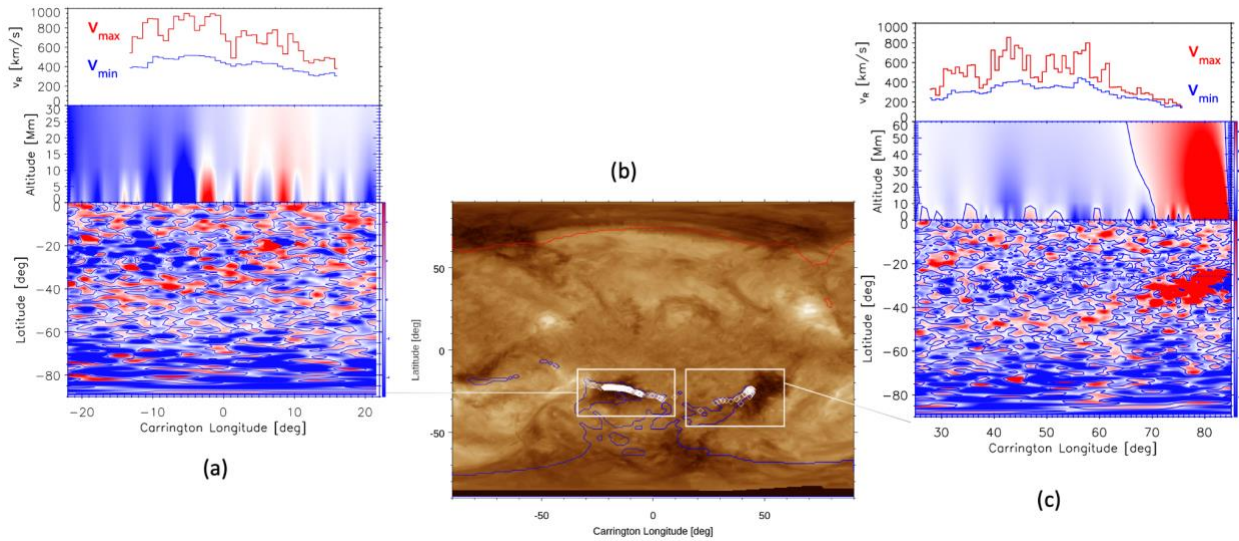 1000
800
600
400
200
0
v_R [km/s]
V_max
V_min
30
25
20
15
10
5
0
Altitude [Mm]
0
−20
−40
−60
−80
Latitude [deg]
−20 −10 0 10 20
Carrington Longitude [deg]
(a)
(b)
50
0
-50
Latitude [deg]
-50 0 50
Carrington Longitude [deg]
1000
800
600
400
200
0
v_R [km/s]
V_max
V_min
50
40
30
20
10
0
Altitude [Mm]
0
−20
−40
−60
−80
Latitude [deg]
30 40 50 60 70 80
Carrington Longitude [deg]
(c)